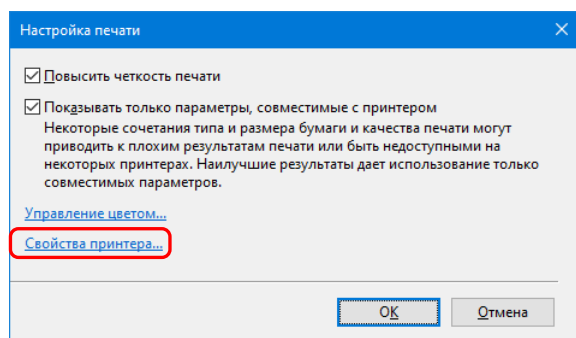 Настройка печати
Повысить четкость печати
Показывать только параметры, совместимые с принтером
Некоторые сочетания типа и размера бумаги и качества печати могут
приводить к плохим результатам печати или быть недоступными на
некоторых принтерах. Наилучшие результаты дает использование только
совместимых параметров.
Управление цветом...
Свойства принтера...
ОК
Отмена